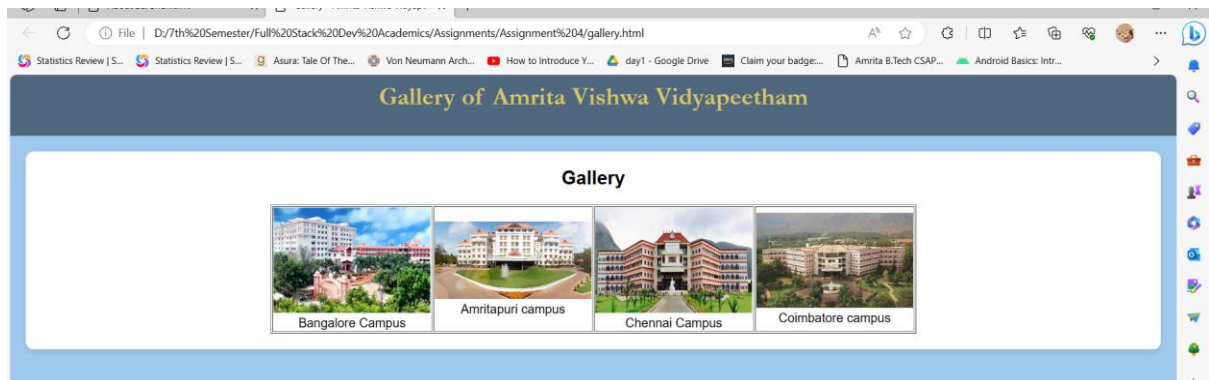 File | D:/7th%20Semester/Full%20Stack%20Dev%20Academics/Assignments/Assignment%204/gallery.html
Statistics Review | S... Statistics Review | S... Asura: Tale Of The... Von Neumann Arch... How to Introduce Y... day1 - Google Drive Claim your badge:... Amrita B.Tech CSAP... Android Basics: Intr...
Gallery of Amrita Vishwa Vidyapeetham
Gallery
Bangalore Campus
Amritapuri campus
Chennai Campus
Coimbatore campus